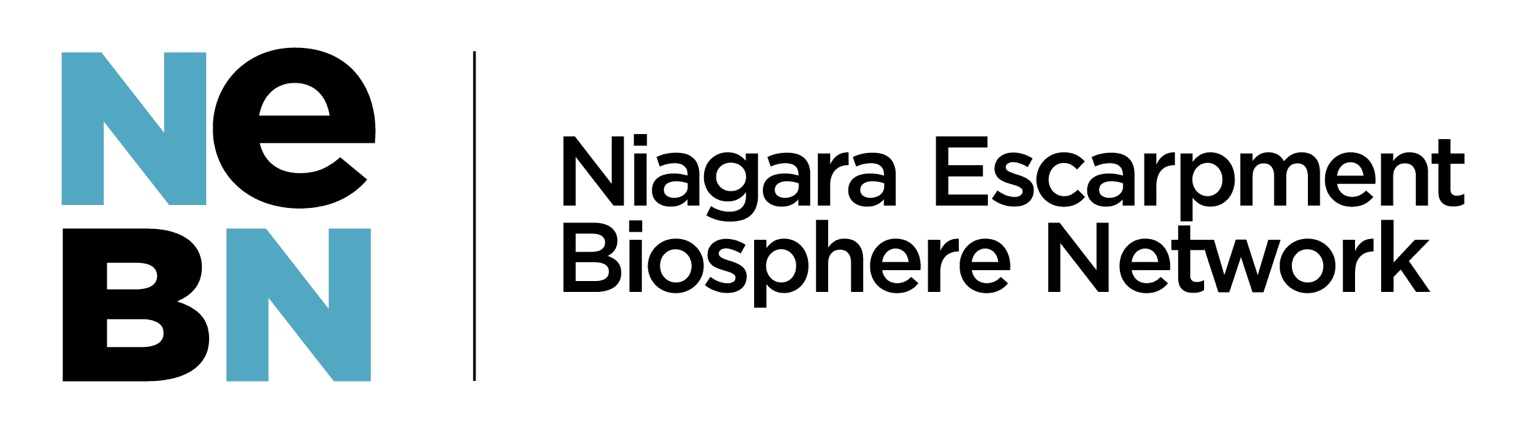 Ne
BN
Niagara Escarpment
Biosphere Network